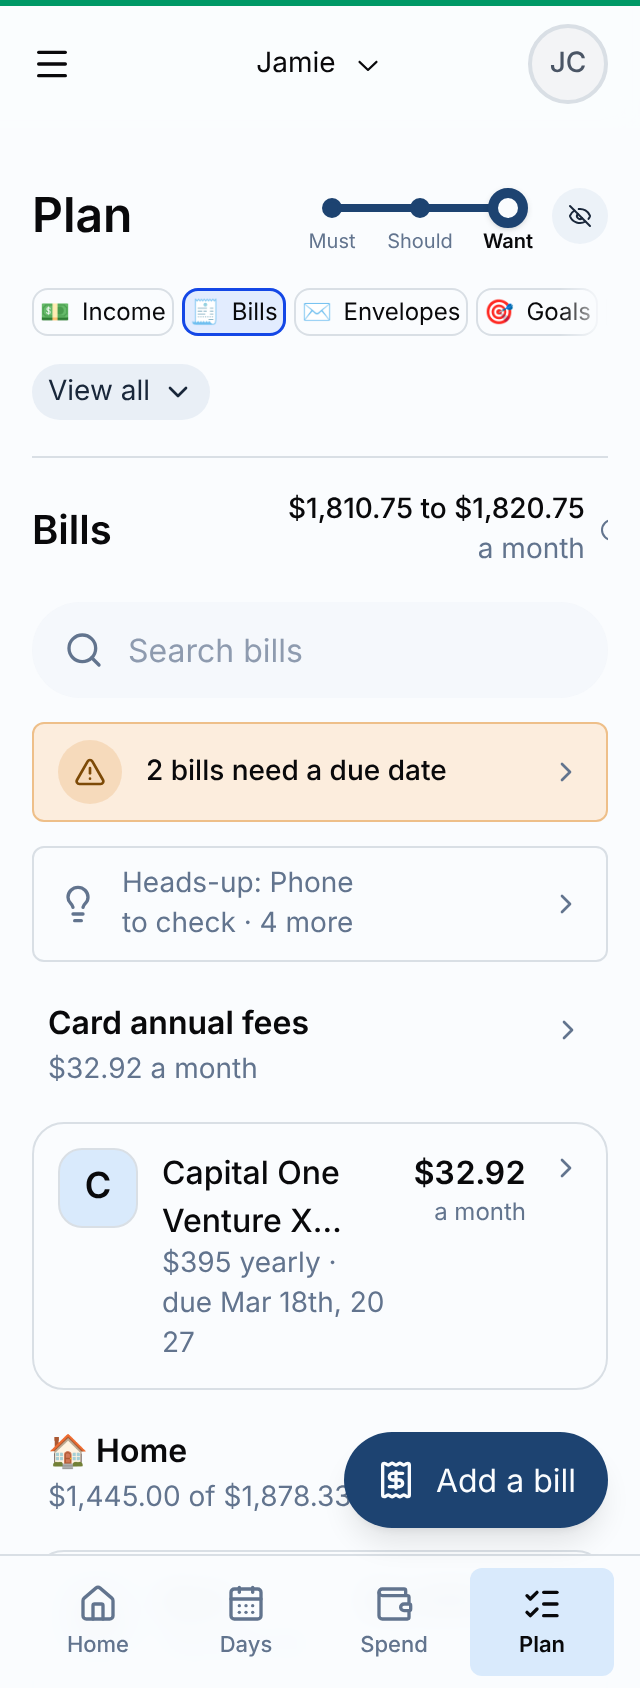 Jamie
JC
Plan
Must Should Want
Income Bills Envelopes Goals
View all
Bills
$1,810.75 to $1,820.75
a month
Search bills
2 bills need a due date
Heads-up: Phone
to check · 4 more
Card annual fees
$32.92 a month
C
Capital One
Venture X...
$32.92
a month
$395 yearly ·
due Mar 18th, 20
27
Home
$1,445.00 of $1,878.33
Add a bill
Home Days Spend Plan